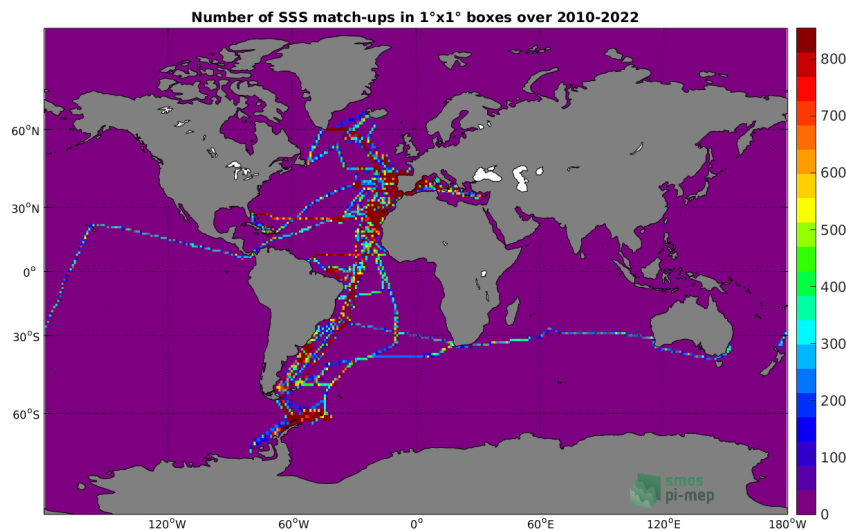 Number of SSS match-ups in 1°x1° boxes over 2010-2022
60°N
30°N
0°
30°S
60°S
120°W
60°W
0°
60°E
120°E
180°W
800
700
600
500
400
300
200
100
0
smos
pi-mep